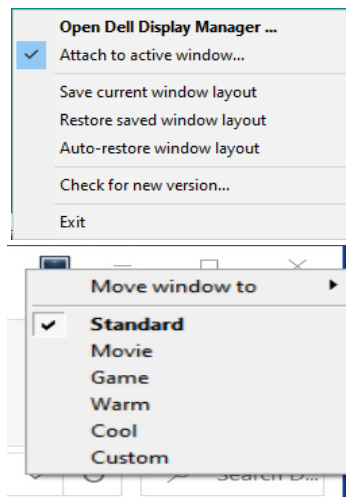 Open Dell Display Manager ...
Attach to active window...
Save current window layout
Restore saved window layout
Auto-restore window layout
Check for new version...
Exit
Move window to
Standard
Movie
Game
Warm
Cool
Custom
Search D...